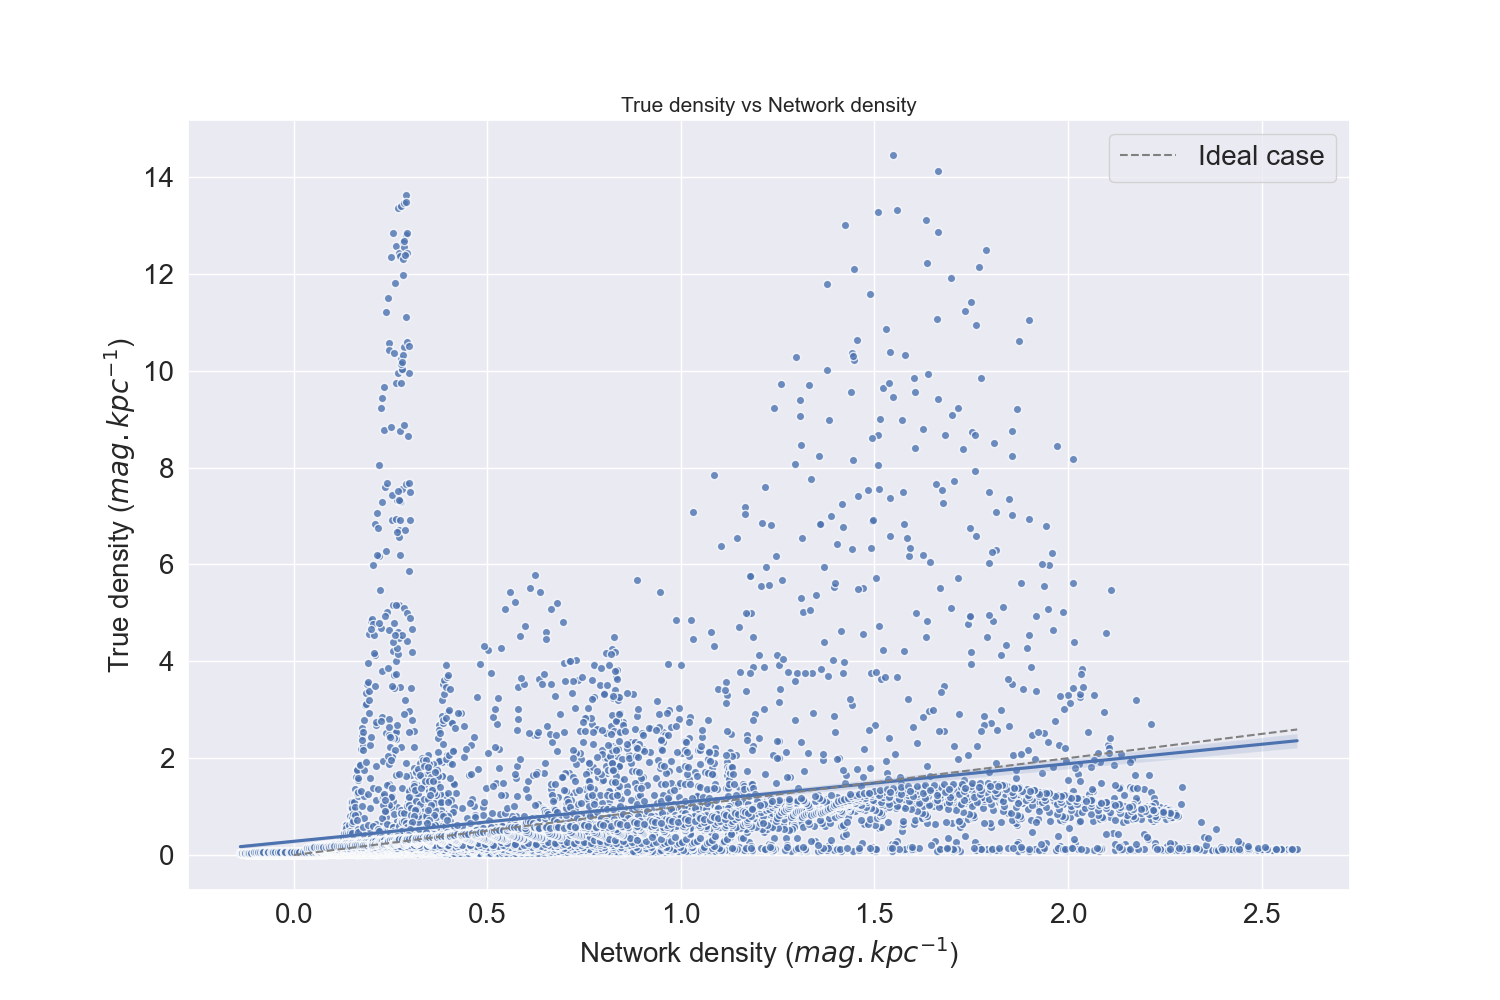 True density vs Network density
Ideal case
14
12
10
8
6
4
2
0
True density (mag.kpc⁻¹)
0.0 0.5 1.0 1.5 2.0 2.5
Network density (mag.kpc⁻¹)